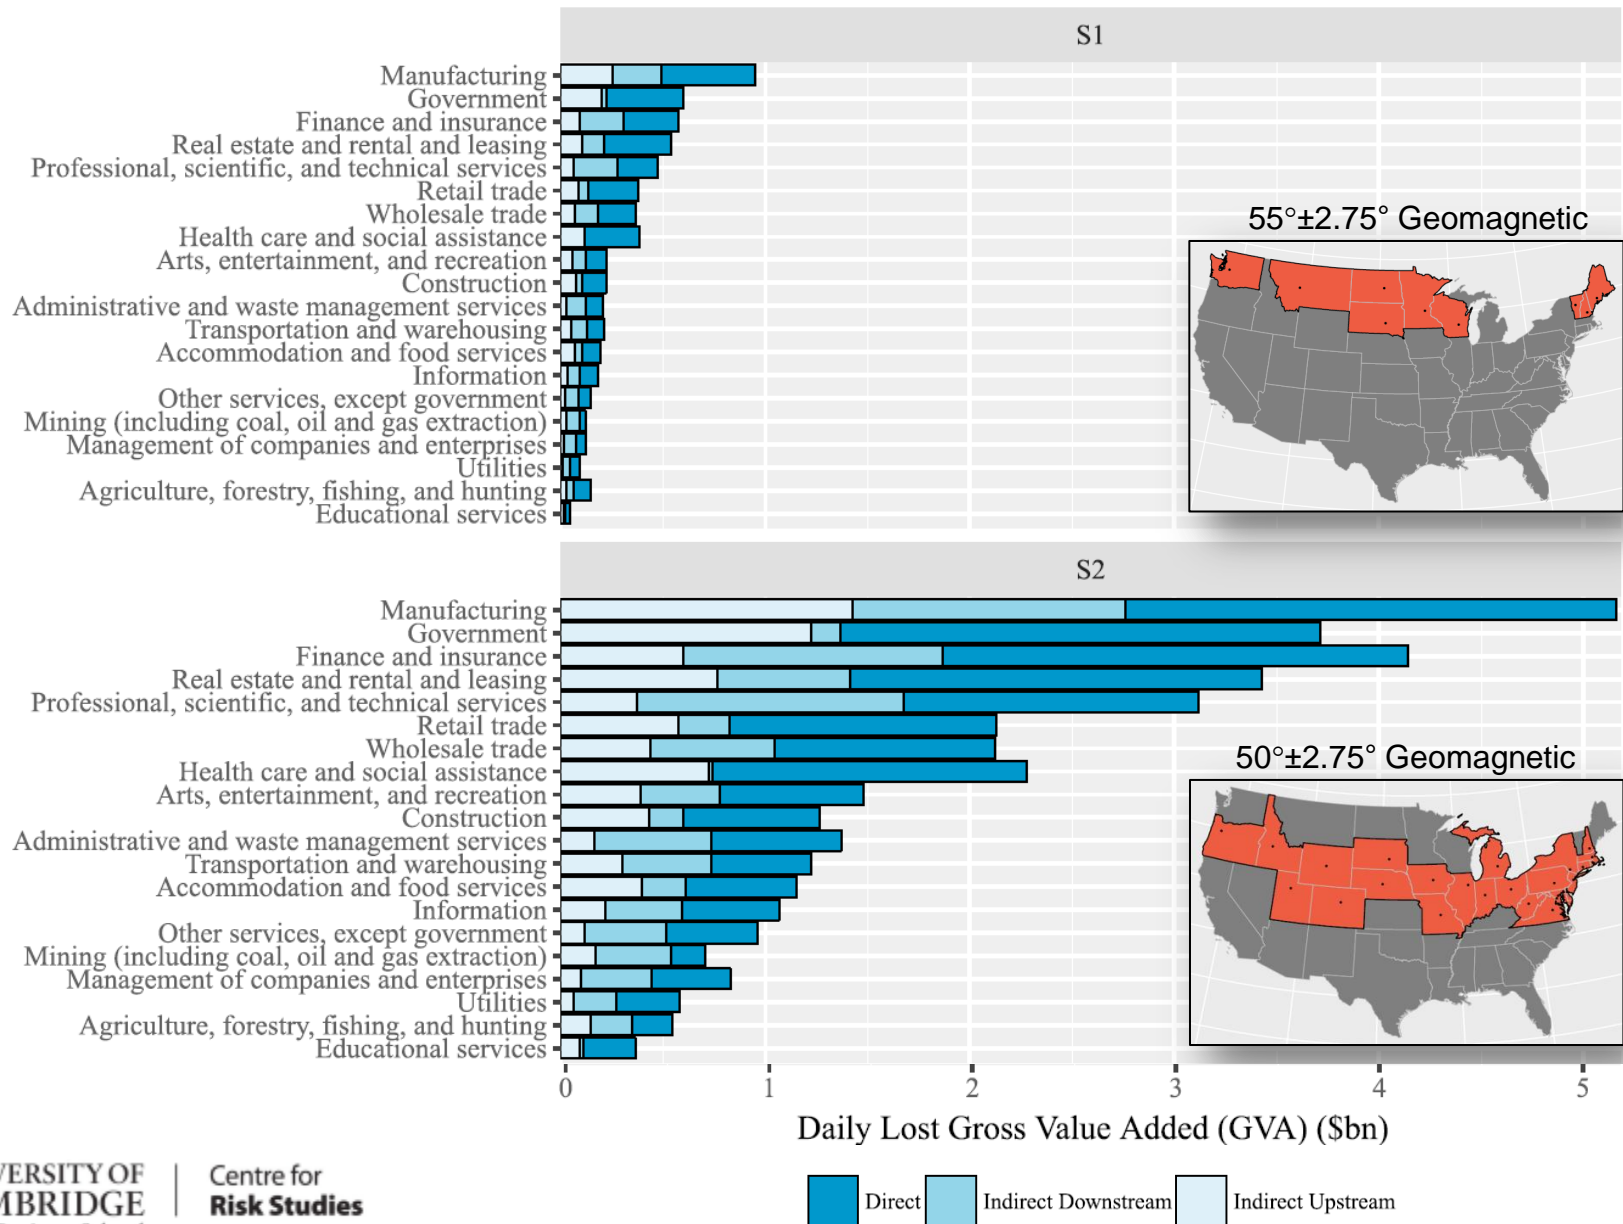 S1
Manufacturing
Government
Finance and insurance
Real estate and rental and leasing
Professional, scientific, and technical services
Retail trade
Wholesale trade
Health care and social assistance
Arts, entertainment, and recreation
Construction
Administrative and waste management services
Transportation and warehousing
Accommodation and food services
Information
Other services, except government
Mining (including coal, oil and gas extraction)
Management of companies and enterprises
Utilities
Agriculture, forestry, fishing, and hunting
Educational services
55°±2.75° Geomagnetic
S2
Manufacturing
Government
Finance and insurance
Real estate and rental and leasing
Professional, scientific, and technical services
Retail trade
Wholesale trade
Health care and social assistance
Arts, entertainment, and recreation
Construction
Administrative and waste management services
Transportation and warehousing
Accommodation and food services
Information
Other services, except government
Mining (including coal, oil and gas extraction)
Management of companies and enterprises
Utilities
Agriculture, forestry, fishing, and hunting
Educational services
50°±2.75° Geomagnetic
0 1 2 3 4 5
Daily Lost Gross Value Added (GVA) ($bn)
Direct Indirect Downstream Indirect Upstream
VERSITY OF
MBRIDGE
Centre for
Risk Studies